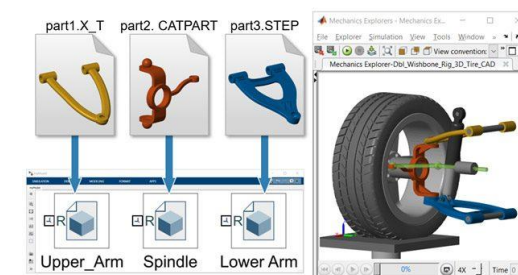 part1.X_T
part2. CATPART
part3.STEP
R
R
R
Upper_Arm
Spindle
Lower Arm
Mechanics Explorers - Mechanics Ex...
File Explorer Simulation View Tools Window
View convention:
Mechanics Explorer-Dbl_Wishbone_Rig_3D_Tire_CAD
0%
4X
Time